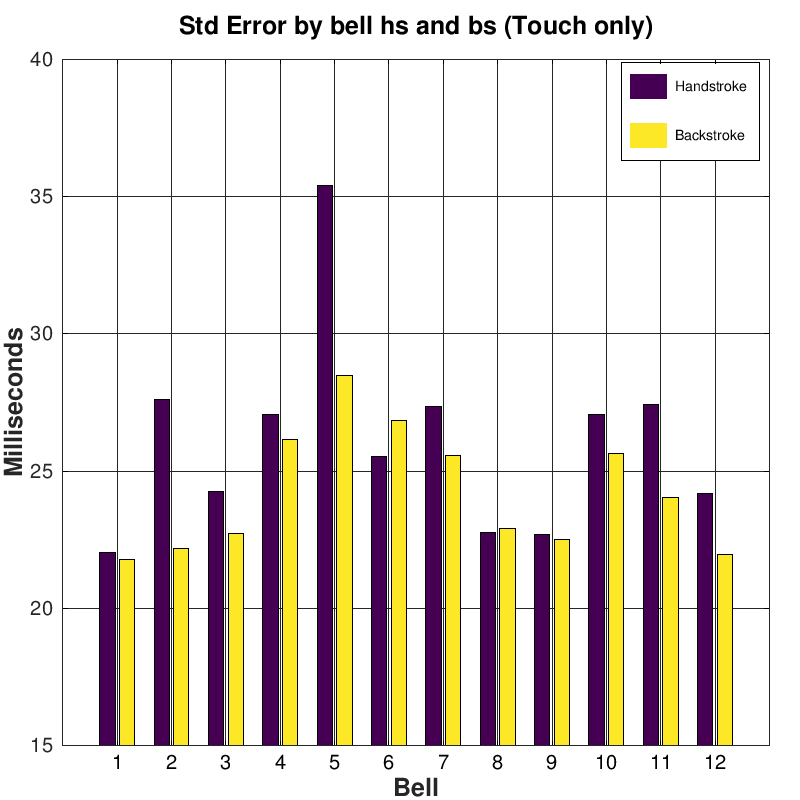 Std Error by bell hs and bs (Touch only)
Handstroke
Backstroke
40
35
30
25
20
15
Milliseconds
1 2 3 4 5 6 7 8 9 10 11 12
Bell